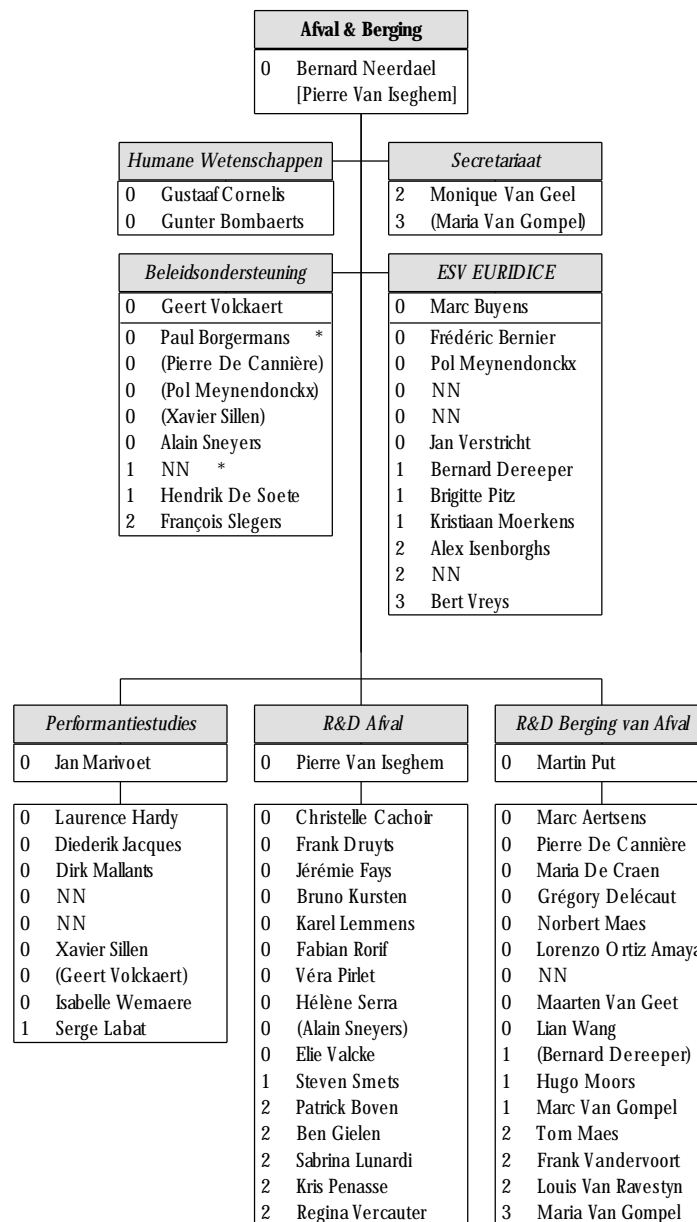 Afval & Berging
0 Bernard Neerdael
[Pierre Van Iseghem]
Humane Wetenschappen
0 Gustaaf Cornelis
0 Gunter Bombaerts
Secretariaat
2 Monique Van Geel
3 (Maria Van Gompel)
Beleidsondersteuning
0 Geert Volckaert
0 Paul Borgermans *
0 (Pierre De Cannière)
0 (Pol Meynendonckx)
0 (Xavier Sillen)
0 Alain Sneyers
1 NN *
1 Hendrik De Soete
2 François Slegers
ESV EURIDICE
0 Marc Buyens
0 Frédéric Bernier
0 Pol Meynendonckx
0 NN
0 NN
0 Jan Verstricht
1 Bernard Dereeper
1 Brigitte Pitz
1 Kristiaan Moerkens
2 Alex Isenborghs
2 NN
3 Bert Vreys
Performantiestudies
0 Jan Marivoet
0 Laurence Hardy
0 Diederik Jacques
0 Dirk Mallants
0 NN
0 NN
0 Xavier Sillen
0 (Geert Volckaert)
0 Isabelle Wemaere
1 Serge Labat
R&D Afval
0 Pierre Van Iseghem
0 Christelle Cachoir
0 Frank Druyts
0 Jérémie Fays
0 Bruno Kursten
0 Karel Lemmens
0 Fabian Rorif
0 Véra Pirlet
0 Hélène Serra
0 (Alain Sneyers)
0 Elie Valcke
1 Steven Smets
2 Patrick Boven
2 Ben Gielen
2 Sabrina Lunardi
2 Kris Penasse
2 Regina Vercauter
R&D Berging van Afval
0 Martin Put
0 Marc Aertsens
0 Pierre De Cannière
0 Maria De Craen
0 Grégory Delécaut
0 Norbert Maes
0 Lorenzo Ortiz Amaya
0 NN
0 Maarten Van Geet
0 Lian Wang
1 (Bernard Dereeper)
1 Hugo Moors
1 Marc Van Gompel
2 Tom Maes
2 Frank Vandervoort
2 Louis Van Ravestyn
3 Maria Van Gompel